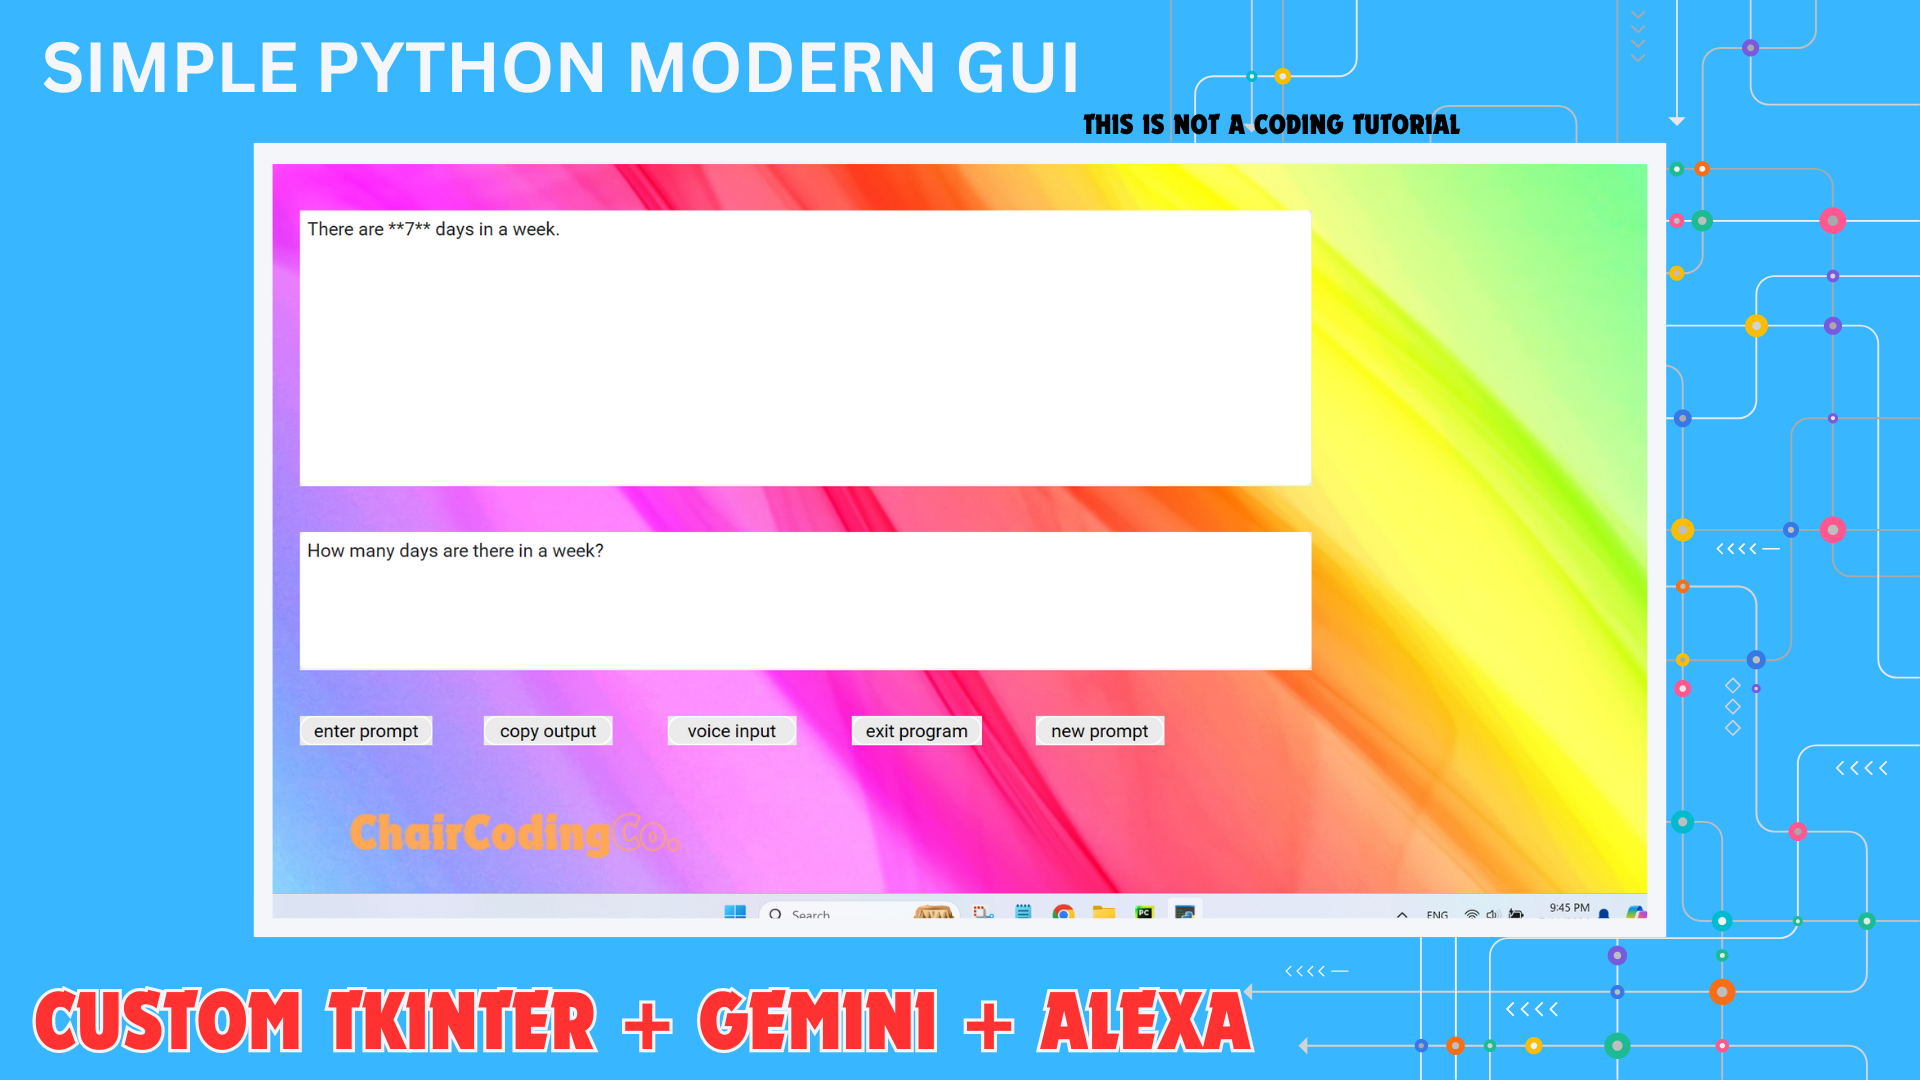 SIMPLE PYTHON MODERN GUI
THIS IS NOT A CODING TUTORIAL
There are **7** days in a week.
How many days are there in a week?
enter prompt
copy output
voice input
exit program
new prompt
ChairCodingCo.
Search
PC
ENG
9:45 PM
CUSTOM TKINTER + GEMINI + ALEXA